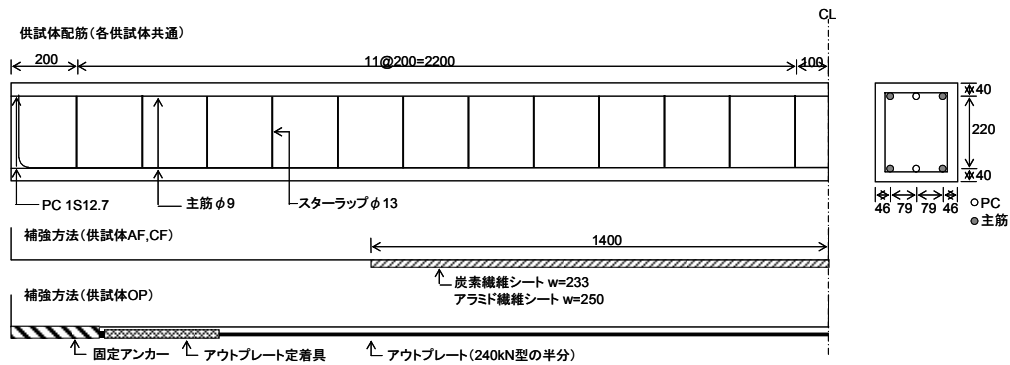 CL
供試体配筋（各供試体共通）
200
11@200=2200
100
40
220
40
46 79 79 46
PC
主筋
PC 1S12.7
主筋φ9
スターラップφ13
補強方法（供試体AF,CF）
1400
炭素繊維シート w=233
アラミド繊維シート w=250
補強方法（供試体OP）
固定アンカー
アウトプレート定着具
アウトプレート（240kN型の半分）